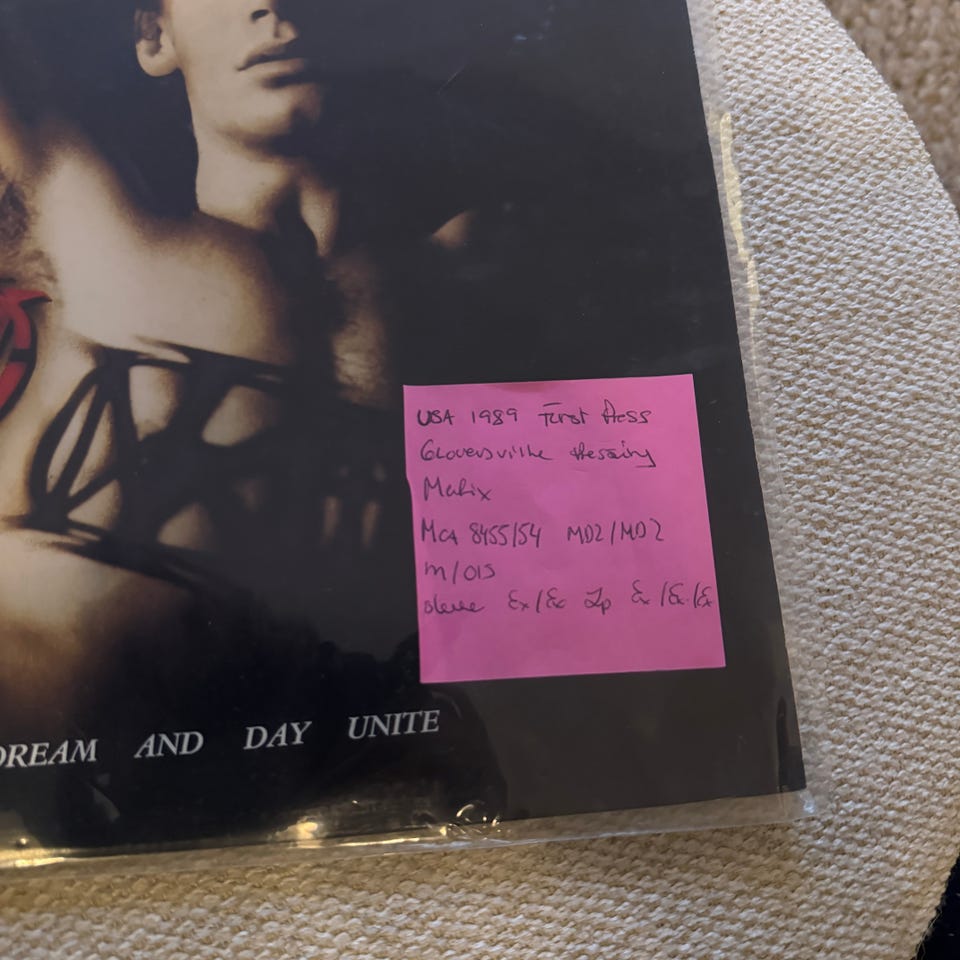 USA 1989 First Press
Gloversville Pressing
Matrix
MCA 8455/54 MD2/MD2
m/OIS
sleeve Ex/Ex Lp Ex/Ex/Ex
DREAM AND DAY UNITE